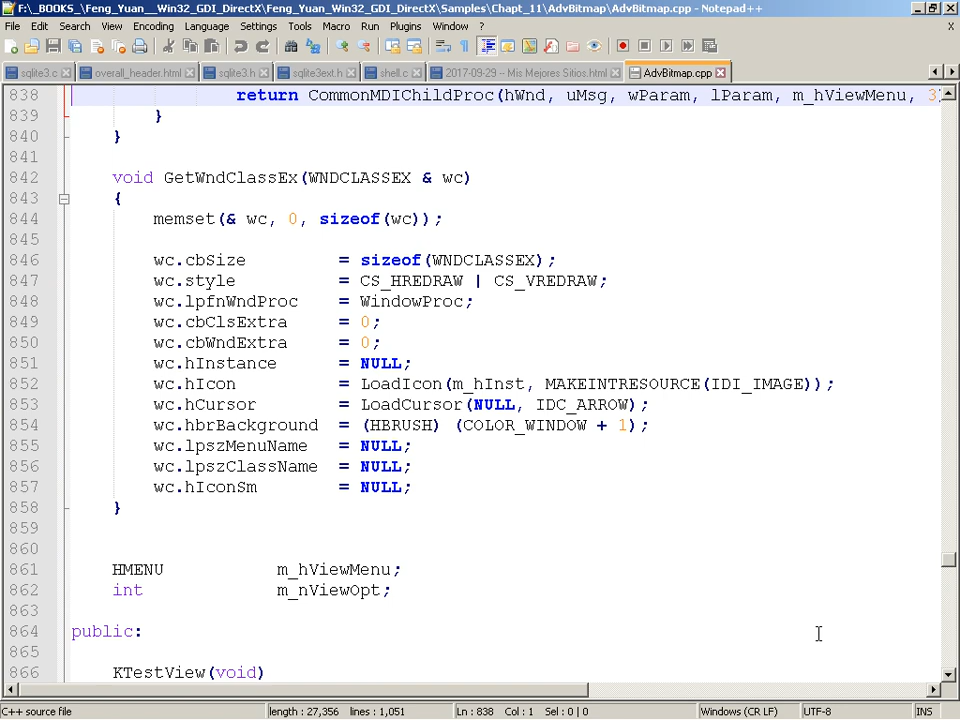 F:\_BOOKS_\Feng_Yuan__Win32_GDI_DirectX\Feng_Yuan_Win32_GDI_DirectX\Samples\Chapt_11\AdvBitmap\AdvBitmap.cpp - Notepad++
File Edit Search View Encoding Language Settings Tools Macro Run Plugins Window ? X
sqlite3.c overall_header.html sqlite3.h sqlite3ext.h shell.c 2017-09-29 -- Mis Mejores Sitios.html AdvBitmap.cpp
838 return CommonMDIChildProc(hWnd, uMsg, wParam, lParam, m_hViewMenu, 3)
839 }
840 }
841
842 void GetWndClassEx(WNDCLASSEX & wc)
843 {
844 memset(& wc, 0, sizeof(wc));
845
846 wc.cbSize = sizeof(WNDCLASSEX);
847 wc.style = CS_HREDRAW | CS_VREDRAW;
848 wc.lpfnWndProc = WindowProc;
849 wc.cbClsExtra = 0;
850 wc.cbWndExtra = 0;
851 wc.hInstance = NULL;
852 wc.hIcon = LoadIcon(m_hInst, MAKEINTRESOURCE(IDI_IMAGE));
853 wc.hCursor = LoadCursor(NULL, IDC_ARROW);
854 wc.hbrBackground = (HBRUSH) (COLOR_WINDOW + 1);
855 wc.lpszMenuName = NULL;
856 wc.lpszClassName = NULL;
857 wc.hIconSm = NULL;
858 }
859
860
861 HMENU m_hViewMenu;
862 int m_nViewOpt;
863
864 public:
865
866 KTestView(void)
C++ source file length : 27,356 lines : 1,051 Ln : 838 Col : 1 Sel : 0 | 0 Windows (CR LF) UTF-8 INS